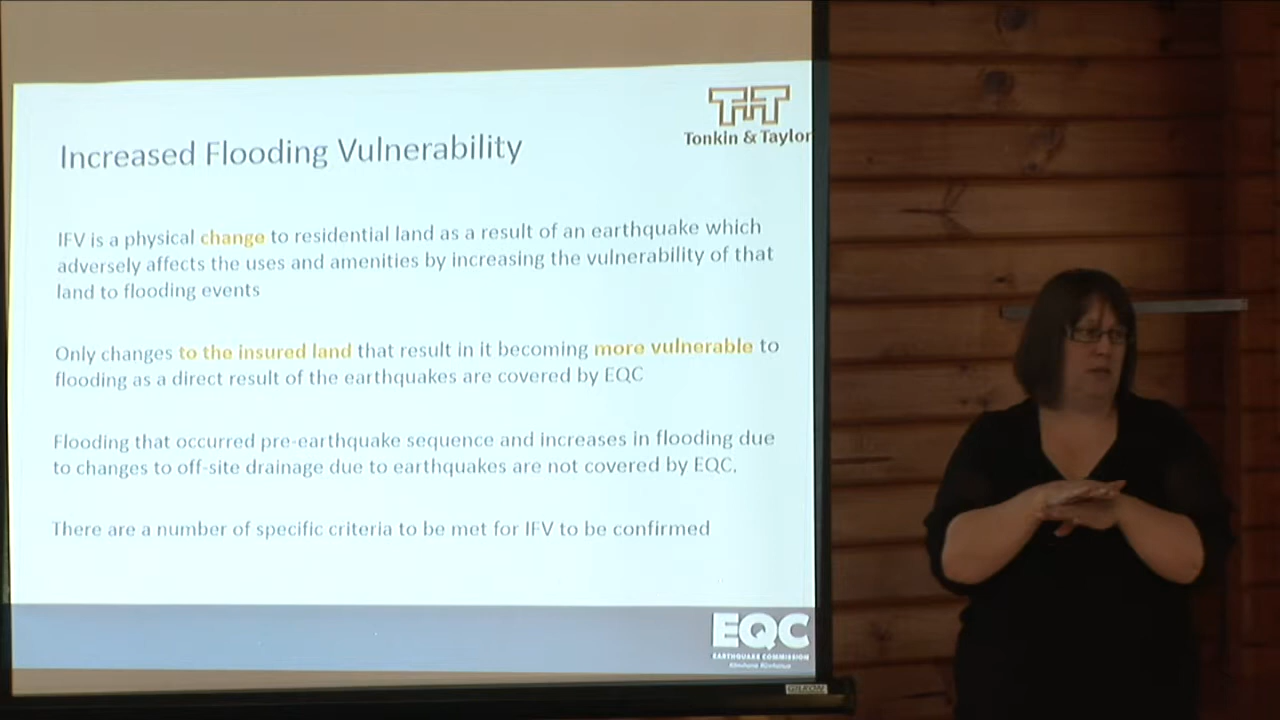 T+T
Tonkin & Taylor
Increased Flooding Vulnerability
IFV is a physical change to residential land as a result of an earthquake which
adversely affects the uses and amenities by increasing the vulnerability of that
land to flooding events
Only changes to the insured land that result in it becoming more vulnerable to
flooding as a direct result of the earthquakes are covered by EQC
Flooding that occurred pre-earthquake sequence and increases in flooding due
to changes to off-site drainage due to earthquakes are not covered by EQC.
There are a number of specific criteria to be met for IFV to be confirmed
EQC
EARTHQUAKE COMMISSION